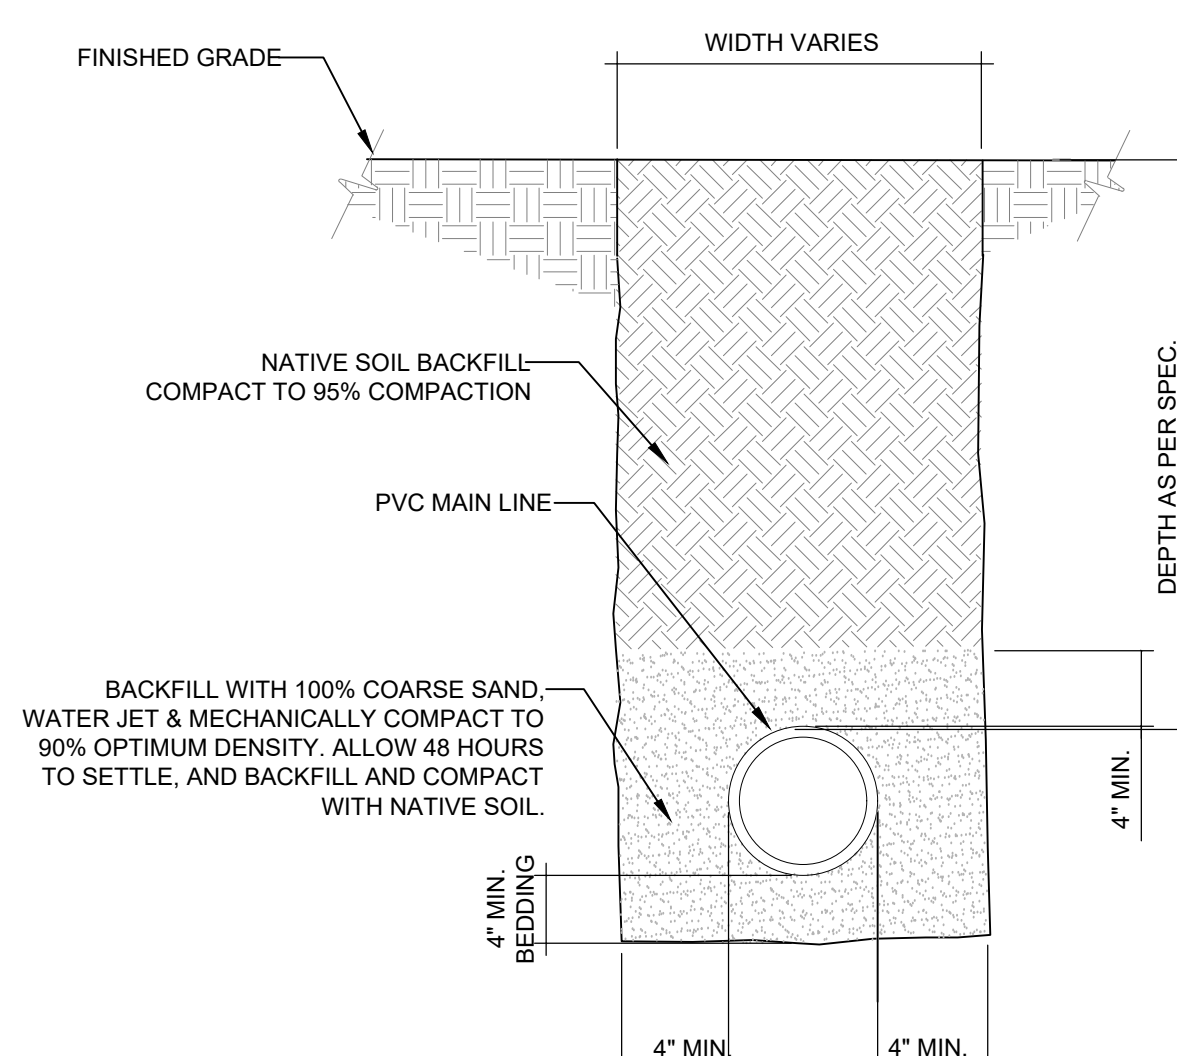 WIDTH VARIES
FINISHED GRADE
NATIVE SOIL BACKFILL
COMPACT TO 95% COMPACTION
DEPTH AS PER SPEC.
PVC MAIN LINE
BACKFILL WITH 100% COARSE SAND,
WATER JET & MECHANICALLY COMPACT TO
90% OPTIMUM DENSITY. ALLOW 48 HOURS
TO SETTLE, AND BACKFILL AND COMPACT
WITH NATIVE SOIL.
4" MIN.
4" MIN.
BEDDING
4" MIN.
4" MIN.